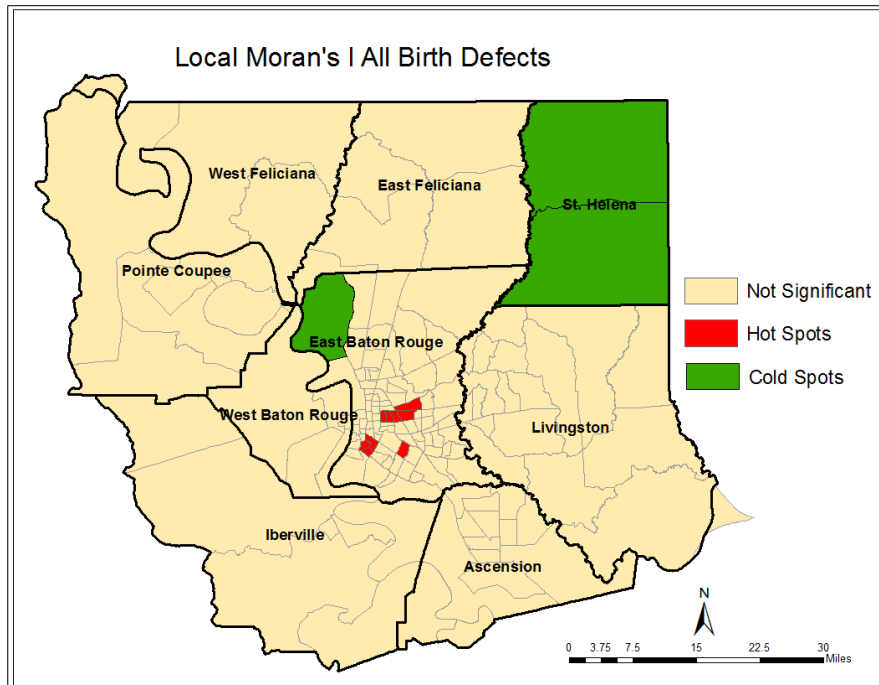 Local Moran's I All Birth Defects
West Feliciana
East Feliciana
St. Helena
Pointe Coupee
Not Significant
Hot Spots
East Baton Rouge
Cold Spots
West Baton Rouge
Livingston
Iberville
Ascension
N
0 3.75 7.5 15 22.5 30
Miles